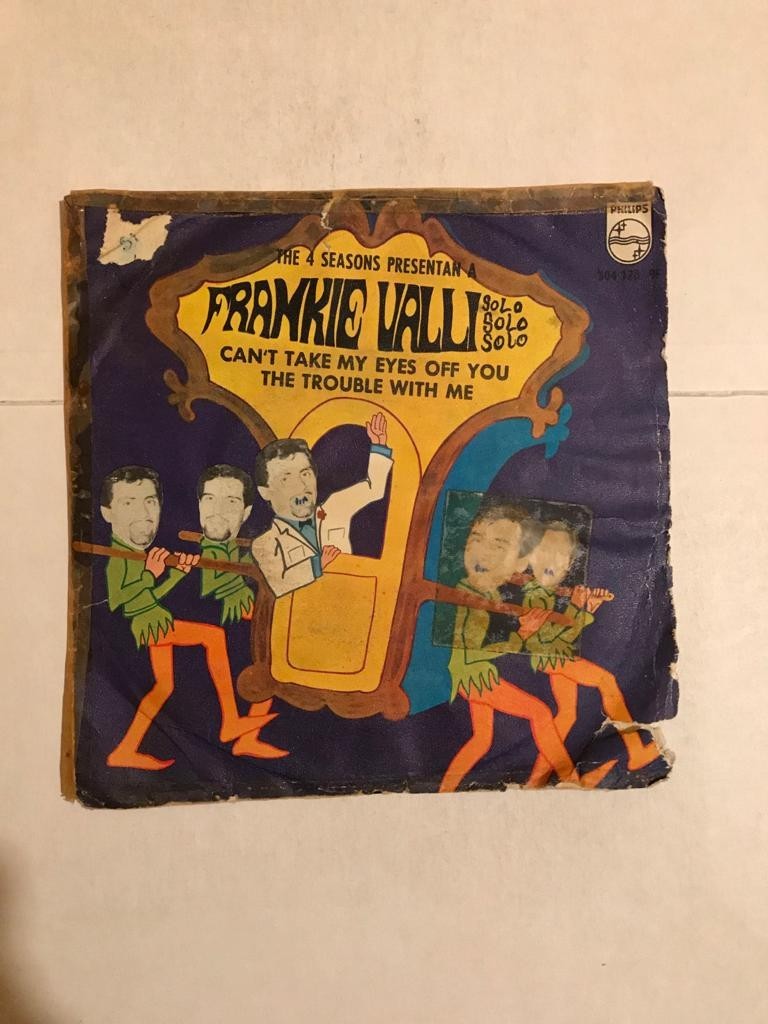 PHILIPS
THE 4 SEASONS PRESENTAN A
FRANKIE VALLI SOLO
SOLO
SOLO
CAN'T TAKE MY EYES OFF YOU
THE TROUBLE WITH ME